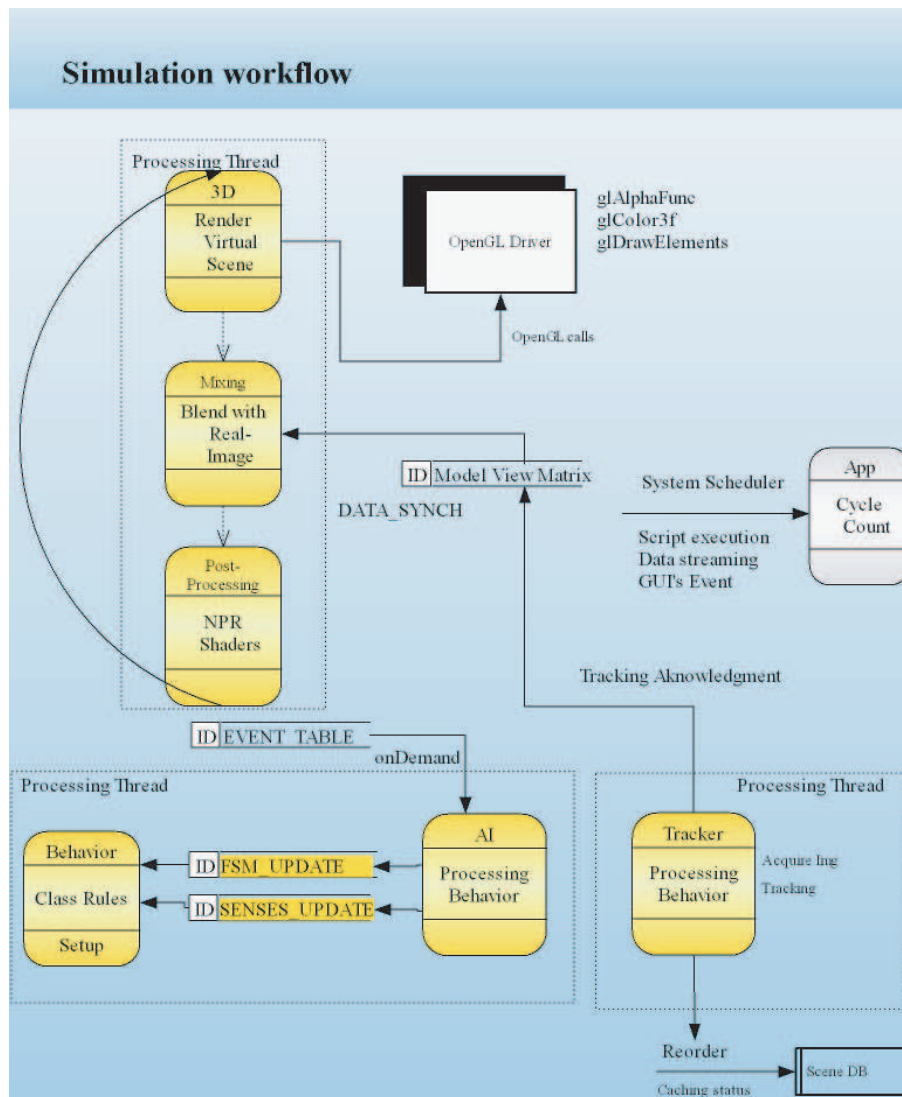 Simulation workflow
Processing Thread
3D
Render
Virtual
Scene
OpenGL Driver
glAlphaFunc
glColor3f
glDrawElements
OpenGL calls
Mixing
Blend with
Real-
Image
ID Model View Matrix
DATA_SYNCH
System Scheduler
Script execution
Data streaming
GUI's Event
App
Cycle
Count
Post-
Processing
NPR
Shaders
Tracking Aknowledgment
ID EVENT_TABLE
onDemand
Processing Thread
Behavior
Class Rules
Setup
ID FSM_UPDATE
ID SENSES_UPDATE
AI
Processing
Behavior
Processing Thread
Tracker
Processing
Behavior
Acquire Img
Tracking
Reorder
Caching status
Scene DB